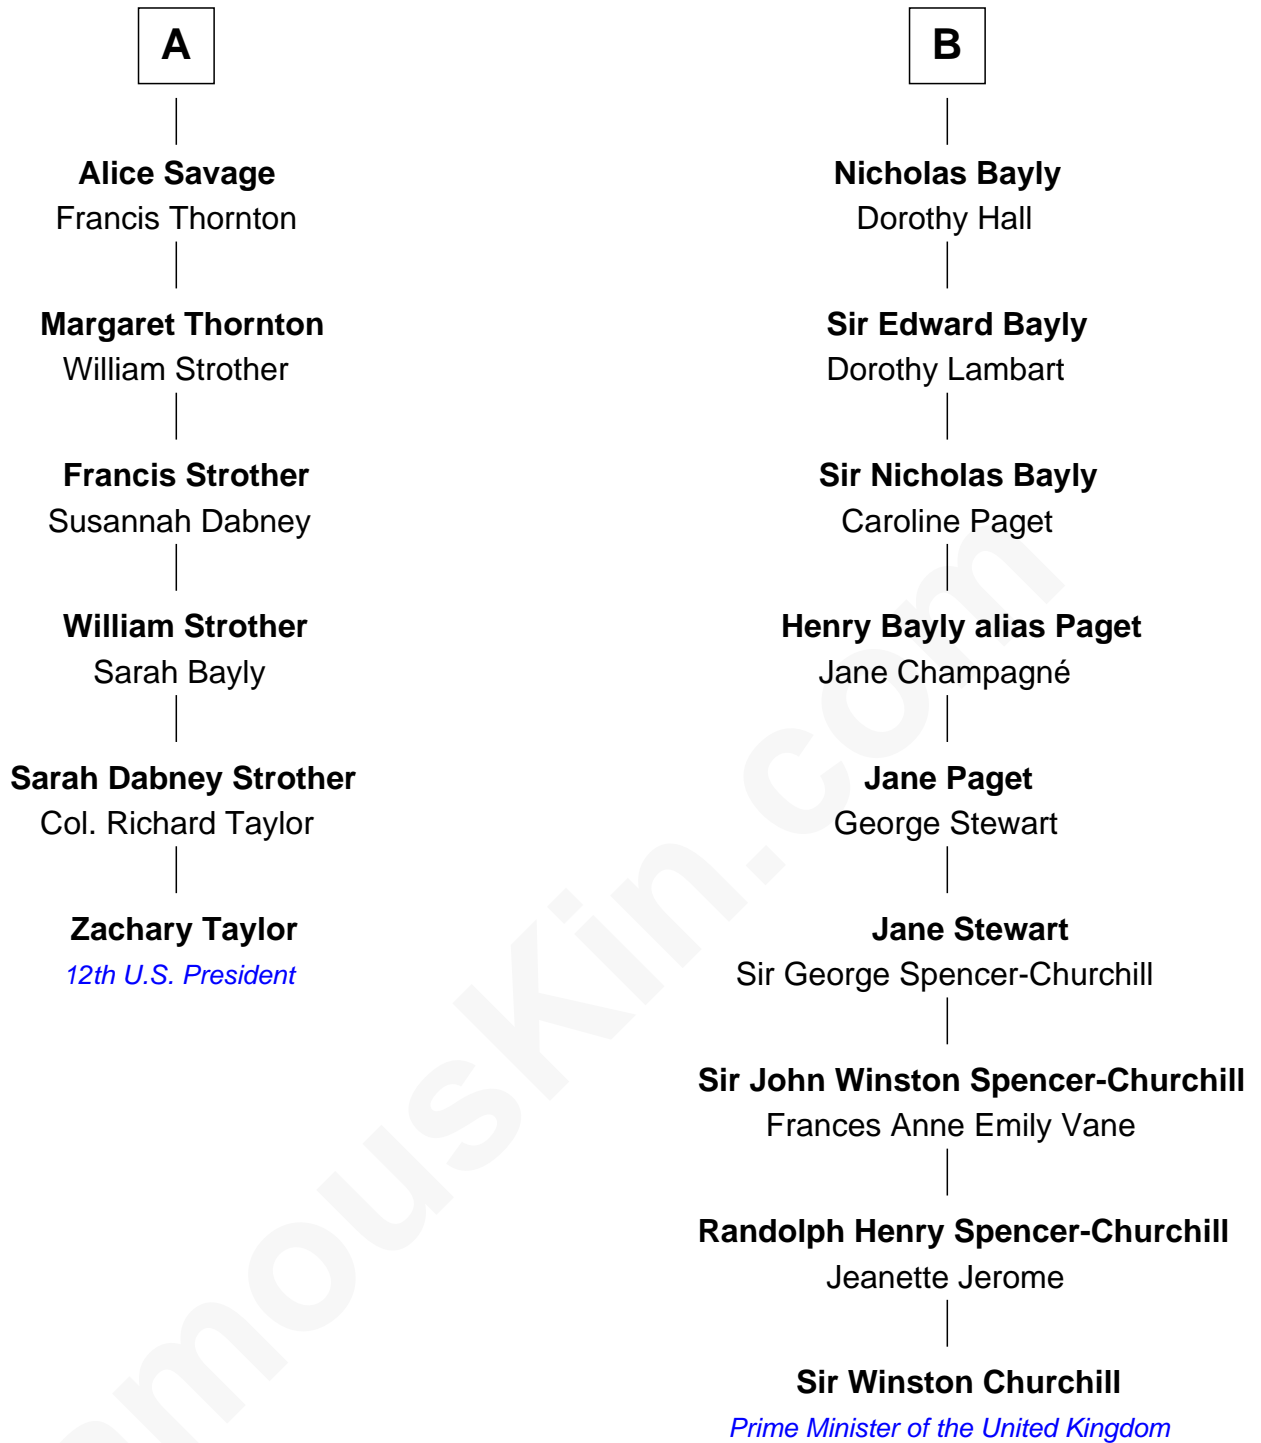 A
Alice Savage
Francis Thornton
Margaret Thornton
William Strother
Francis Strother
Susannah Dabney
William Strother
Sarah Bayly
Sarah Dabney Strother
Col. Richard Taylor
Zachary Taylor
12th U.S. President
B
Nicholas Bayly
Dorothy Hall
Sir Edward Bayly
Dorothy Lambart
Sir Nicholas Bayly
Caroline Paget
Henry Bayly alias Paget
Jane Champagné
Jane Paget
George Stewart
Jane Stewart
Sir George Spencer-Churchill
Sir John Winston Spencer-Churchill
Frances Anne Emily Vane
Randolph Henry Spencer-Churchill
Jeanette Jerome
Sir Winston Churchill
Prime Minister of the United Kingdom
amouskin.com